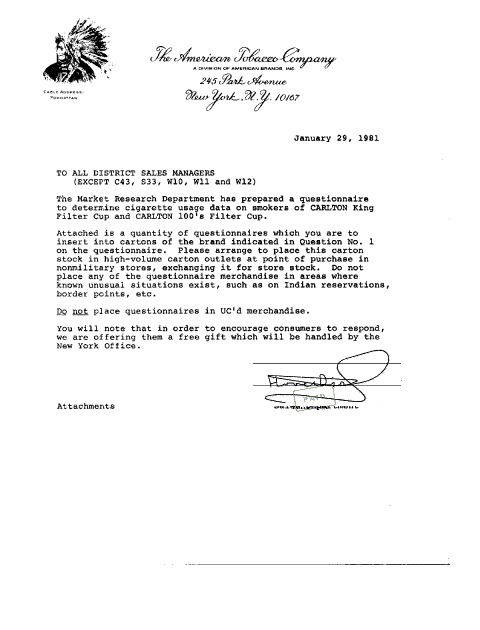 The American Tobacco Company
A DIVISION OF AMERICAN BRANDS, INC.
245 Park Avenue
New York, N.Y. 10167
CABLE ADDRESS:
POWHATTAN
January 29, 1981
TO ALL DISTRICT SALES MANAGERS
(EXCEPT C43, S33, W10, W11 and W12)
The Market Research Department has prepared a questionnaire
to determine cigarette usage data on smokers of CARLTON King
Filter Cup and CARLTON 100's Filter Cup.
Attached is a quantity of questionnaires which you are to
insert into cartons of the brand indicated in Question No. 1
on the questionnaire. Please arrange to place this carton
stock in high-volume carton outlets at point of purchase in
nonmilitary stores, exchanging it for store stock. Do not
place any of the questionnaire merchandise in areas where
known unusual situations exist, such as on Indian reservations,
border points, etc.
Do not place questionnaires in UC'd merchandise.
You will note that in order to encourage consumers to respond,
we are offering them a free gift which will be handled by the
New York Office.
Attachments